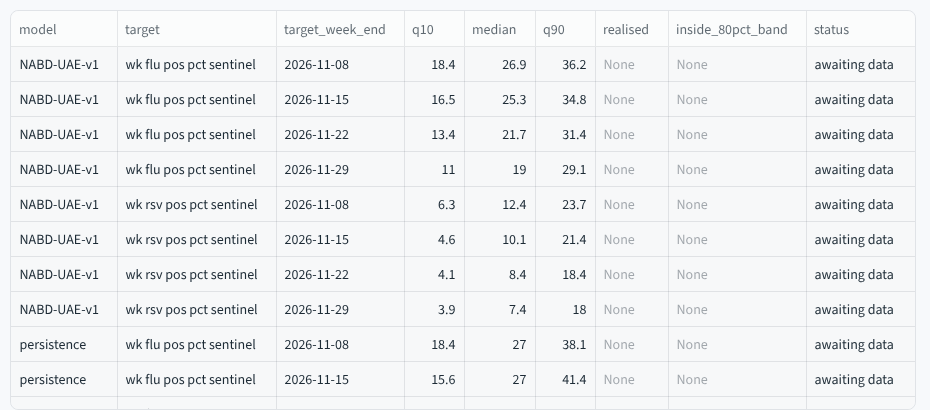 model target target_week_end q10 median q90 realised inside_80pct_band status
NABD-UAE-v1 wk flu pos pct sentinel 2026-11-08 18.4 26.9 36.2 None None awaiting data
NABD-UAE-v1 wk flu pos pct sentinel 2026-11-15 16.5 25.3 34.8 None None awaiting data
NABD-UAE-v1 wk flu pos pct sentinel 2026-11-22 13.4 21.7 31.4 None None awaiting data
NABD-UAE-v1 wk flu pos pct sentinel 2026-11-29 11 19 29.1 None None awaiting data
NABD-UAE-v1 wk rsv pos pct sentinel 2026-11-08 6.3 12.4 23.7 None None awaiting data
NABD-UAE-v1 wk rsv pos pct sentinel 2026-11-15 4.6 10.1 21.4 None None awaiting data
NABD-UAE-v1 wk rsv pos pct sentinel 2026-11-22 4.1 8.4 18.4 None None awaiting data
NABD-UAE-v1 wk rsv pos pct sentinel 2026-11-29 3.9 7.4 18 None None awaiting data
persistence wk flu pos pct sentinel 2026-11-08 18.4 27 38.1 None None awaiting data
persistence wk flu pos pct sentinel 2026-11-15 15.6 27 41.4 None None awaiting data